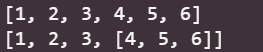 [1, 2, 3, 4, 5, 6]
[1, 2, 3, [4, 5, 6]]